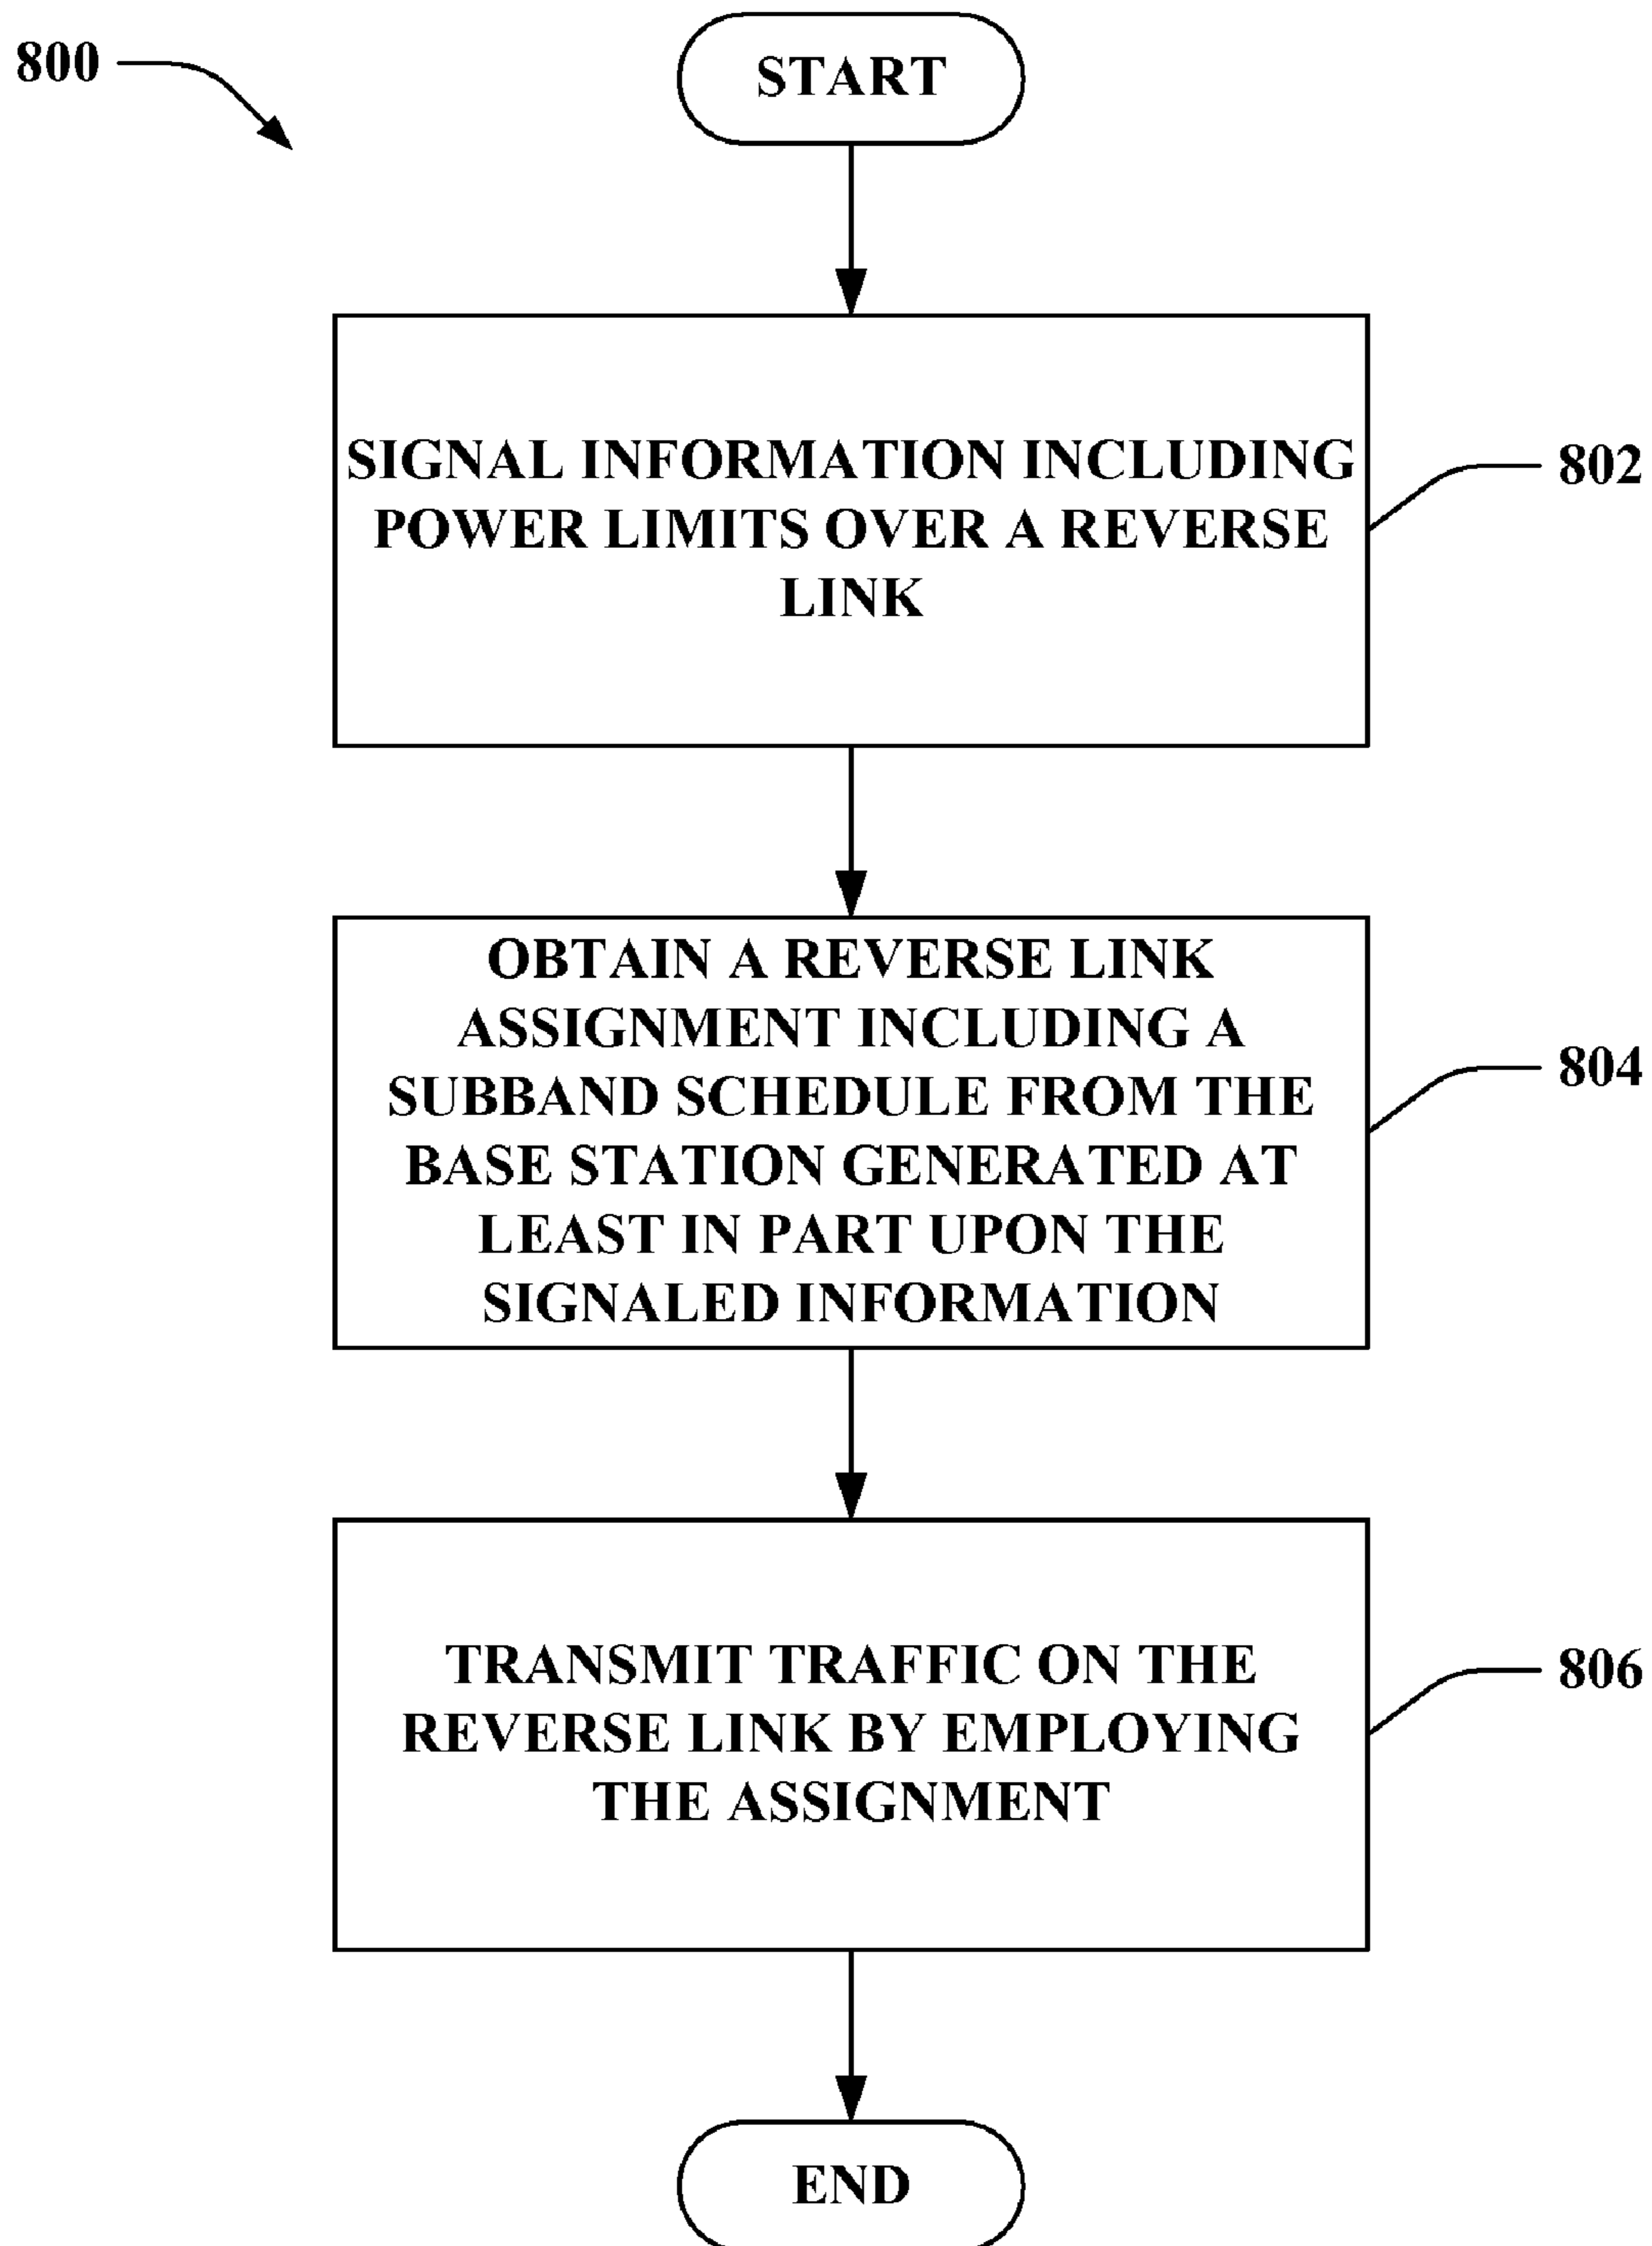 800
START
SIGNAL INFORMATION INCLUDING
POWER LIMITS OVER A REVERSE
LINK
802
OBTAIN A REVERSE LINK
ASSIGNMENT INCLUDING A
SUBBAND SCHEDULE FROM THE
BASE STATION GENERATED AT
LEAST IN PART UPON THE
SIGNALED INFORMATION
804
TRANSMIT TRAFFIC ON THE
REVERSE LINK BY EMPLOYING
THE ASSIGNMENT
806
END